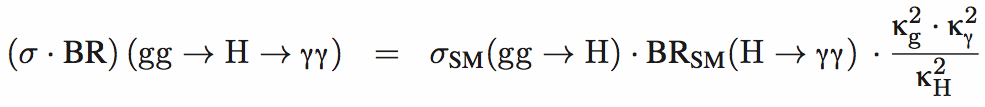 (σ · BR) (gg → H → γγ) = σ_SM(gg → H) · BR_SM(H → γγ) · κ_g^2 · κ_γ^2 / κ_H^2